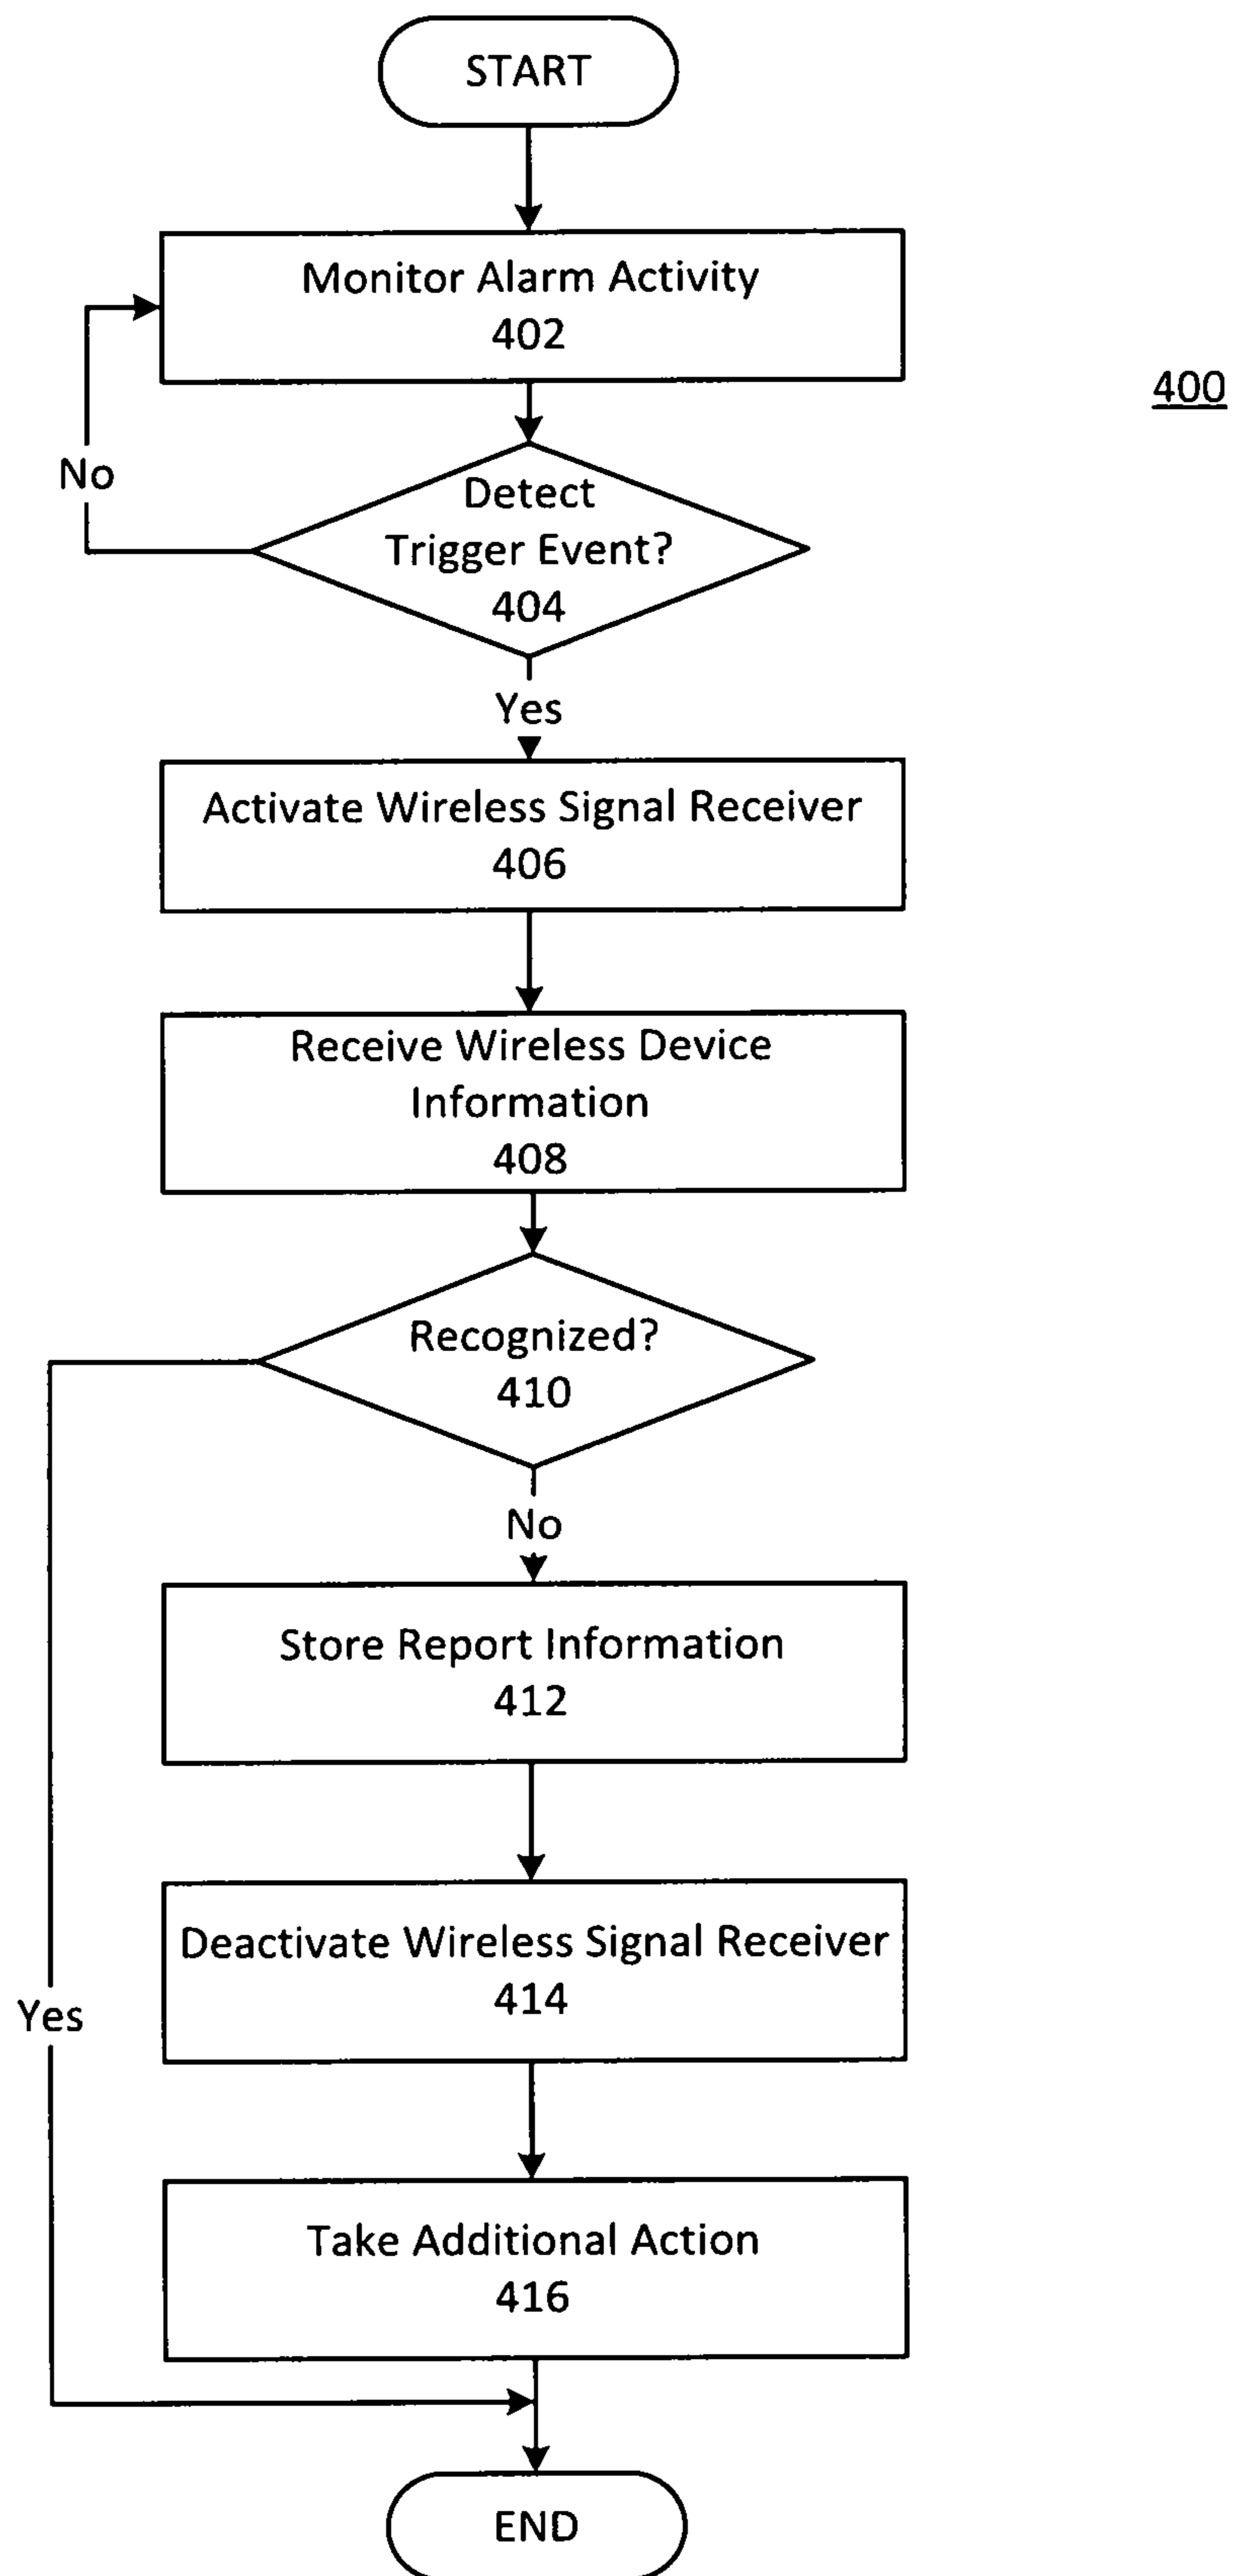 START
Monitor Alarm Activity
402
400
No
Detect
Trigger Event?
404
Yes
Activate Wireless Signal Receiver
406
Receive Wireless Device
Information
408
Recognized?
410
No
Store Report Information
412
Deactivate Wireless Signal Receiver
414
Yes
Take Additional Action
416
END